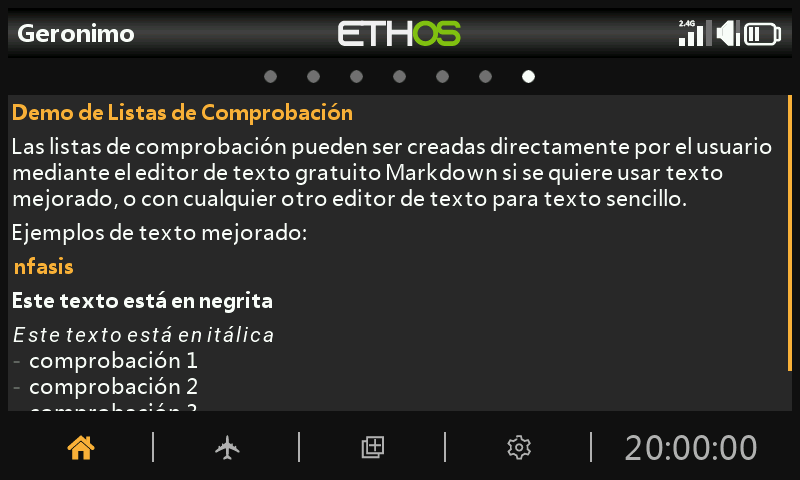 Geronimo
ETHOS
2.4G
Demo de Listas de Comprobación
Las listas de comprobación pueden ser creadas directamente por el usuario
mediante el editor de texto gratuito Markdown si se quiere usar texto
mejorado, o con cualquier otro editor de texto para texto sencillo.
Ejemplos de texto mejorado:
nfasis
Este texto está en negrita
Este texto está en itálica
- comprobación 1
- comprobación 2
- comprobación 3
20:00:00